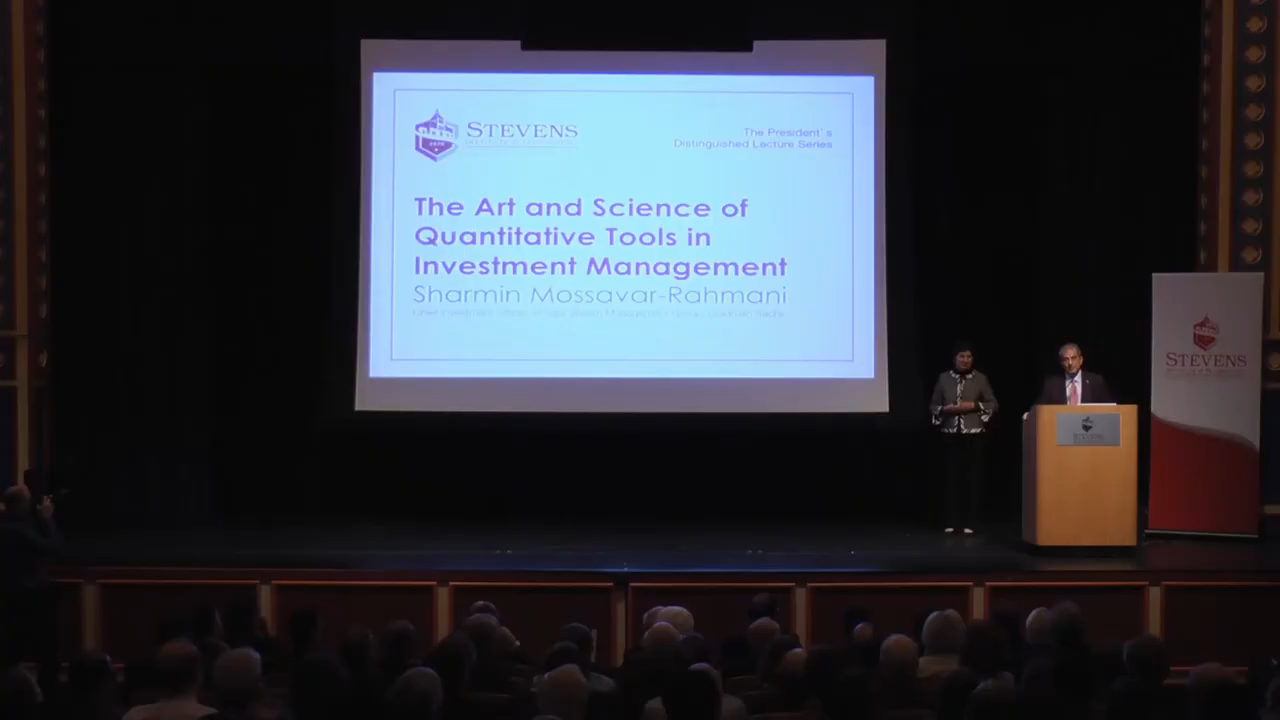 STEVENS
The President's
Distinguished Lecture Series
The Art and Science of
Quantitative Tools in
Investment Management
Sharmin Mossavar-Rahmani
STEVENS